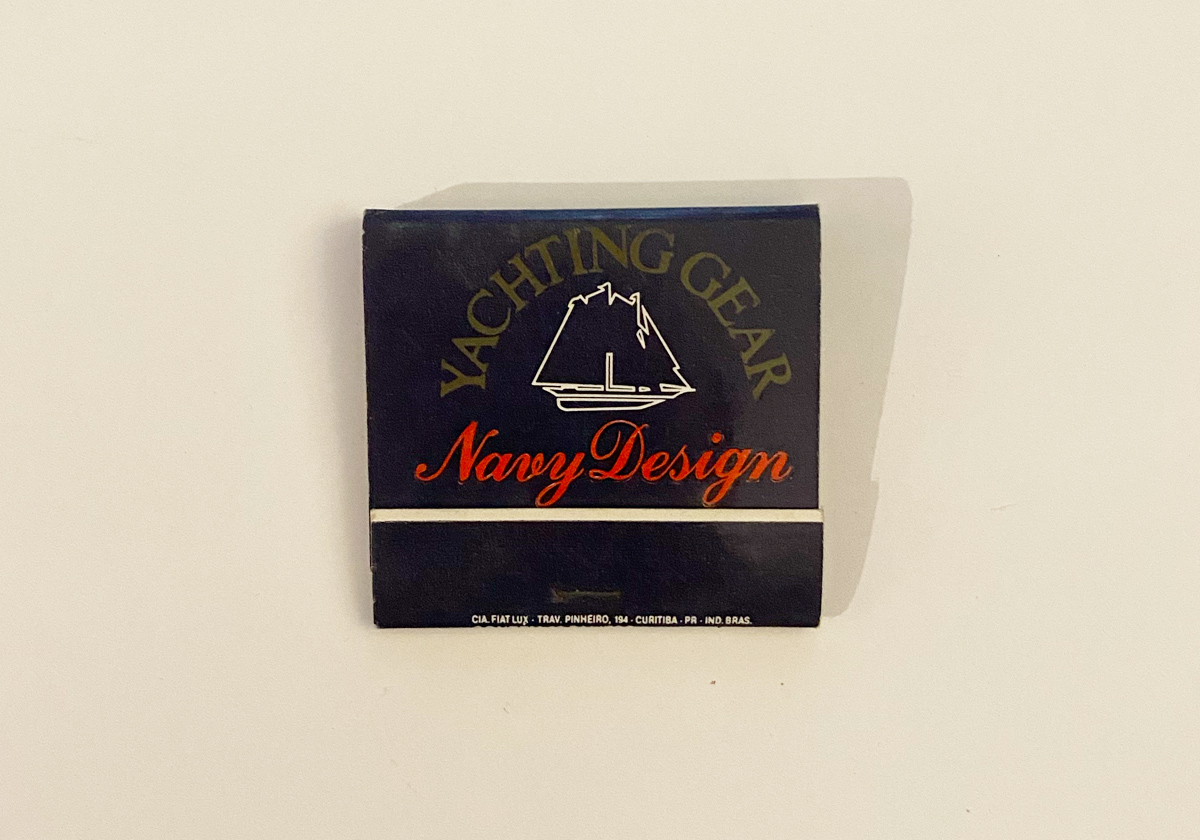 YACHTING GEAR
Navy Design
CIA. FIAT LUX - TRAV. PINHEIRO, 194 - CURITIBA - PR - IND. BRAS.